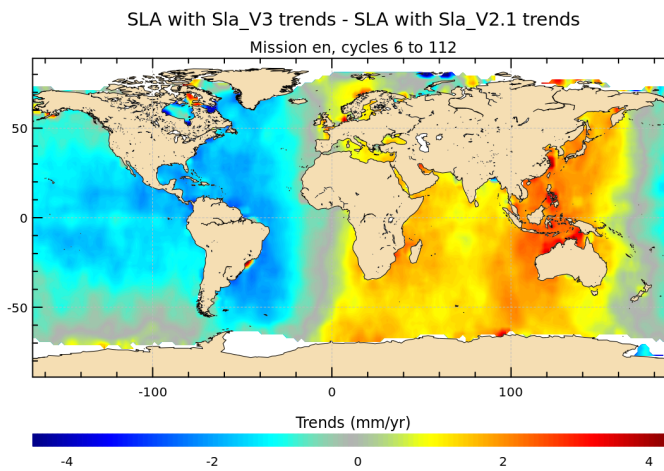 SLA with Sla_V3 trends - SLA with Sla_V2.1 trends
Mission en, cycles 6 to 112
50
0
-50
-100 0 100
Trends (mm/yr)
-4 -2 0 2 4